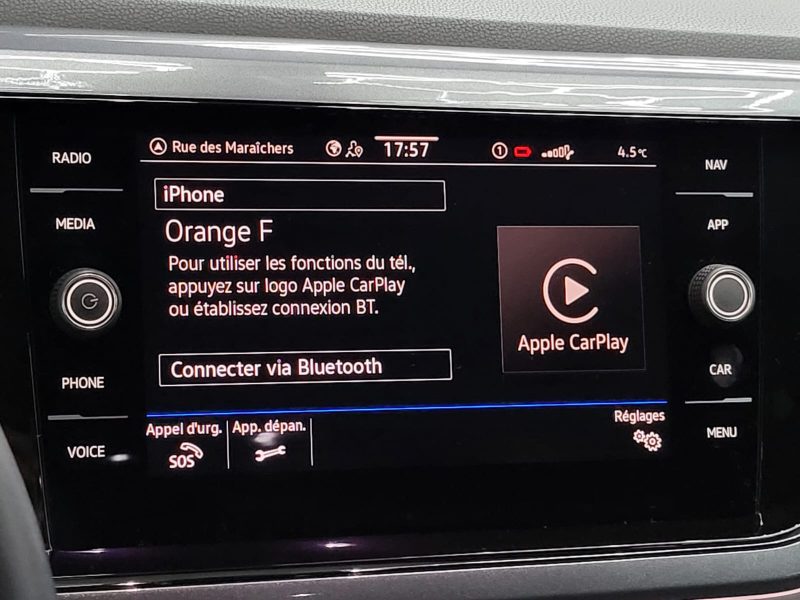 RADIO
MEDIA
PHONE
VOICE
Rue des Maraîchers
17:57
1
4.5°C
iPhone
Orange F
Pour utiliser les fonctions du tél.,
appuyez sur logo Apple CarPlay
ou établissez connexion BT.
Apple CarPlay
Connecter via Bluetooth
Appel d'urg.
SOS
App. dépan.
Réglages
NAV
APP
CAR
MENU